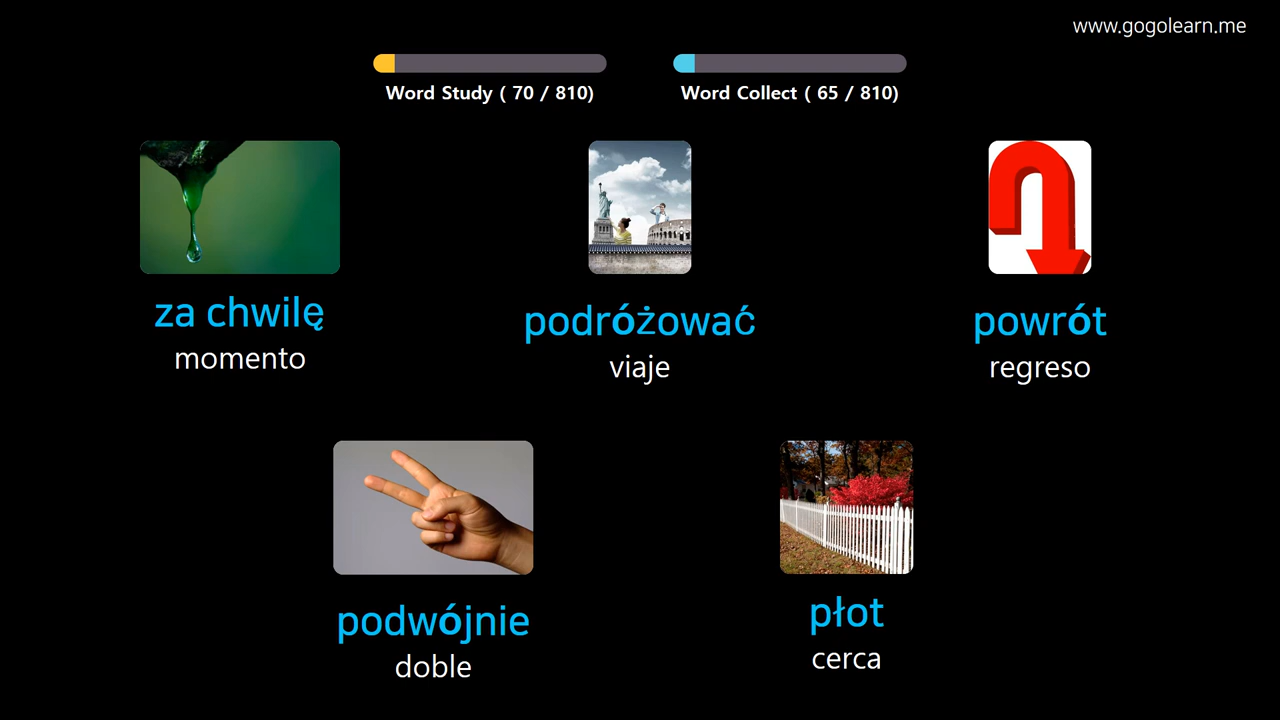 www.gogolearn.me
Word Study ( 70 / 810)
Word Collect ( 65 / 810)
za chwilę
momento
podróżować
viaje
powrót
regreso
podwójnie
doble
płot
cerca